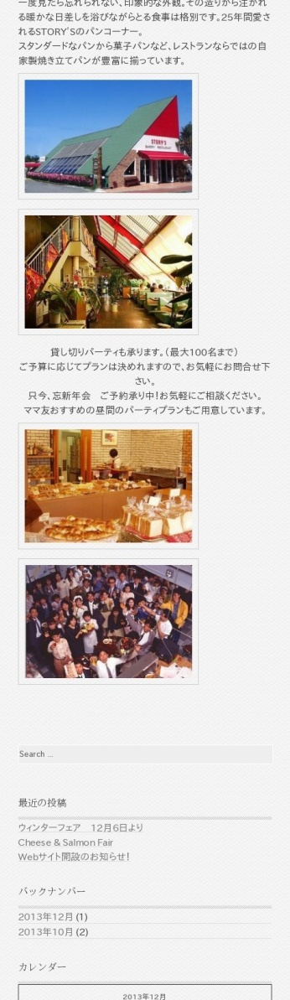 一度見たら忘れられない、印象的な外観。その造りから注がれ
る暖かな日差しを浴びながらとる食事は格別です。25年間愛さ
れるSTORY'Sのパンコーナー。
スタンダードなパンから菓子パンなど、レストランならではの自
家製焼き立てパンが豊富に揃っています。
STORY'S
BAKERY RESTAURANT
貸し切りパーティも承ります。（最大100名まで）
ご予算に応じてプランは決めれますので、お気軽にお問合せ下
さい。
只今、忘新年会　ご予約承り中！お気軽にご相談ください。
ママ友おすすめの昼間のパーティプランもご用意しています。
Search ...
最近の投稿
ウィンターフェア　12月6日より
Cheese & Salmon Fair
Webサイト開設のお知らせ！
バックナンバー
2013年12月 (1)
2013年10月 (2)
カレンダー
2013年12月